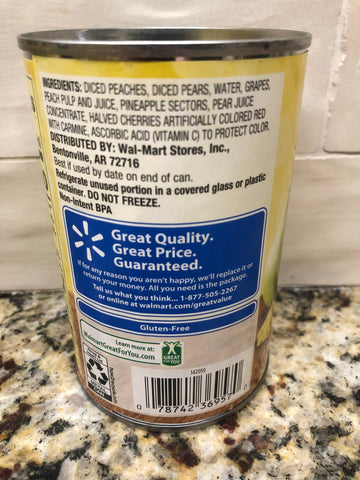 INGREDIENTS: DICED PEACHES, DICED PEARS, WATER, GRAPES,
PEACH PULP AND JUICE, PINEAPPLE SECTORS, PEAR JUICE
CONCENTRATE, HALVED CHERRIES ARTIFICIALLY COLORED RED
WITH CARMINE, ASCORBIC ACID (VITAMIN C) TO PROTECT COLOR.
DISTRIBUTED BY: Wal-Mart Stores, Inc.,
Bentonville, AR 72716
Best if used by date on end of can.
Refrigerate unused portion in a covered glass or plastic
container. DO NOT FREEZE.
Non-Intent BPA
Great Quality.
Great Price.
Guaranteed.
If for any reason you aren't happy, we'll replace it or
return your money. All you need is the package.
Tell us what you think... 1-877-505-2267
or online at walmart.com/greatvalue
Gluten-Free
Learn more at:
WalmartGreatForYou.com
GREAT
FOR YOU
142059
0 78742 36957